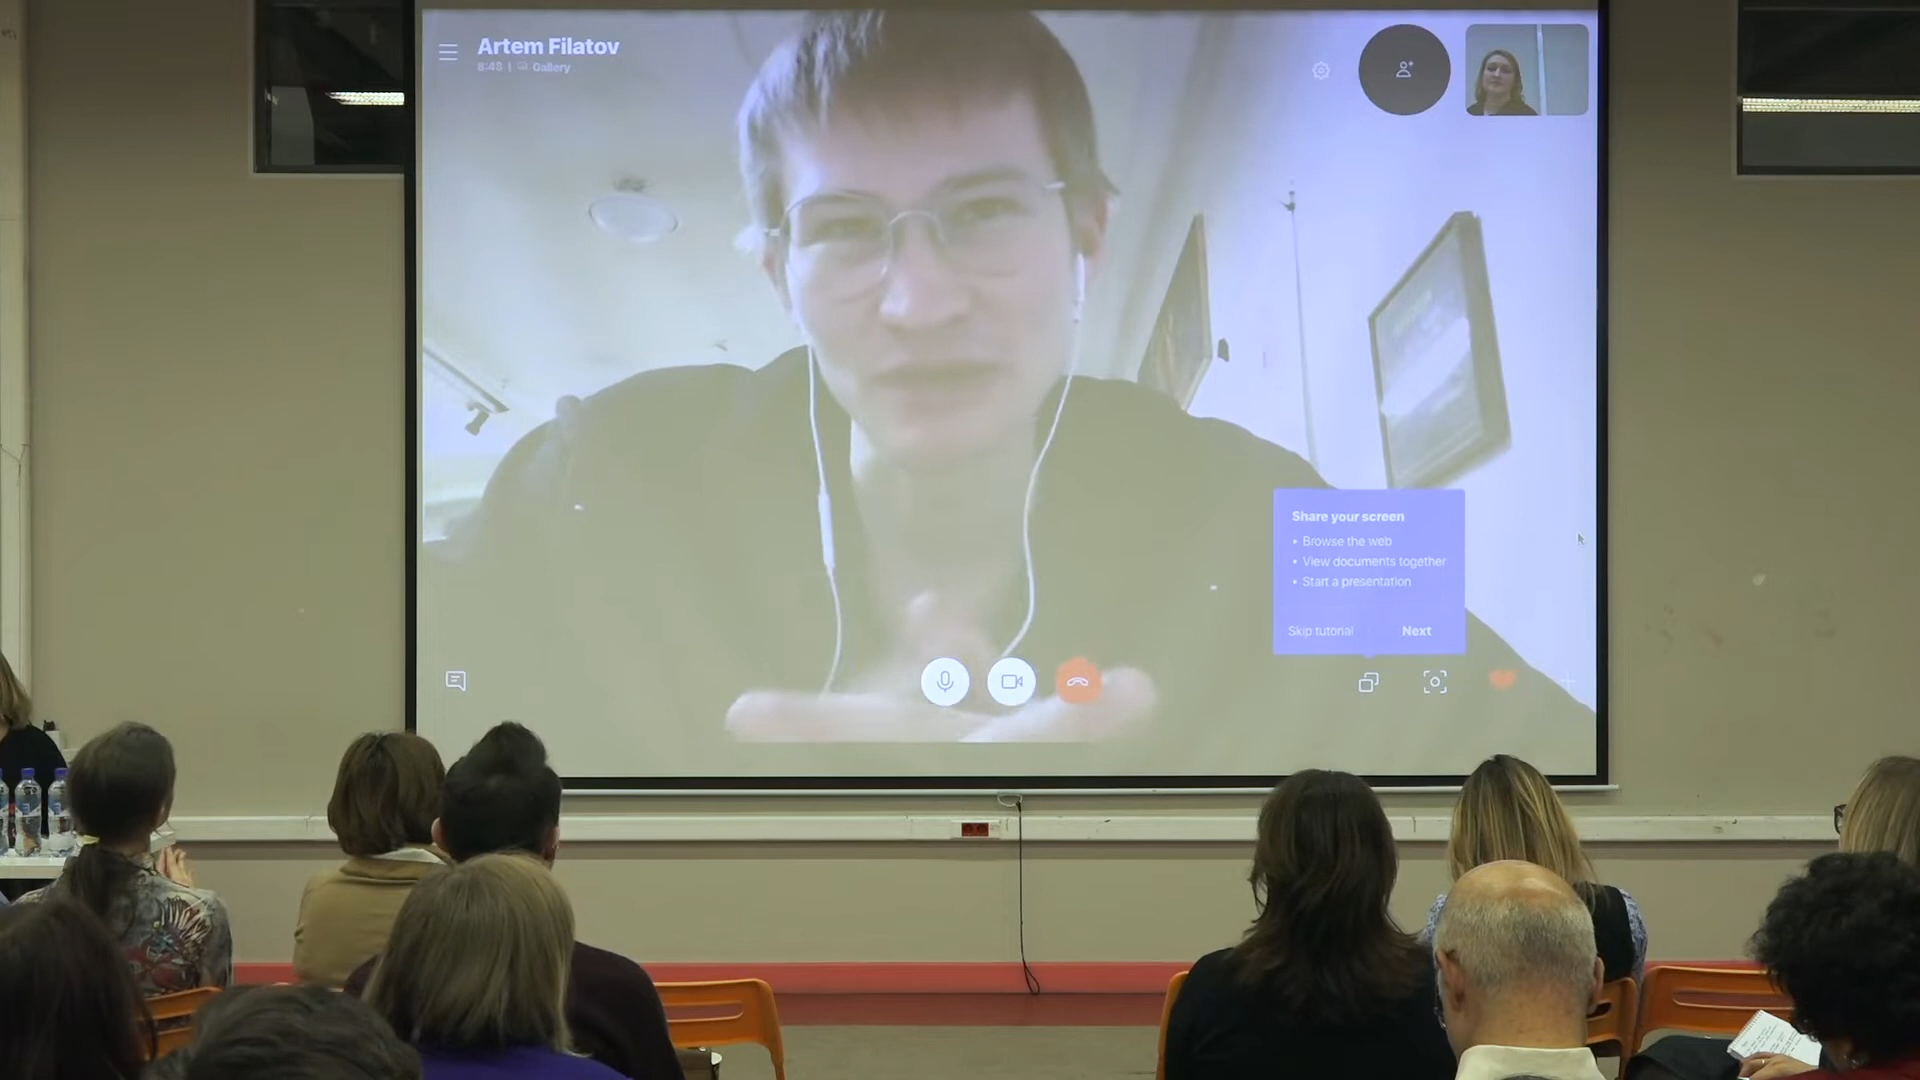 Artem Filatov
8:48 | Gallery
Share your screen
• Browse the web
• View documents together
• Start a presentation
Skip tutorial
Next